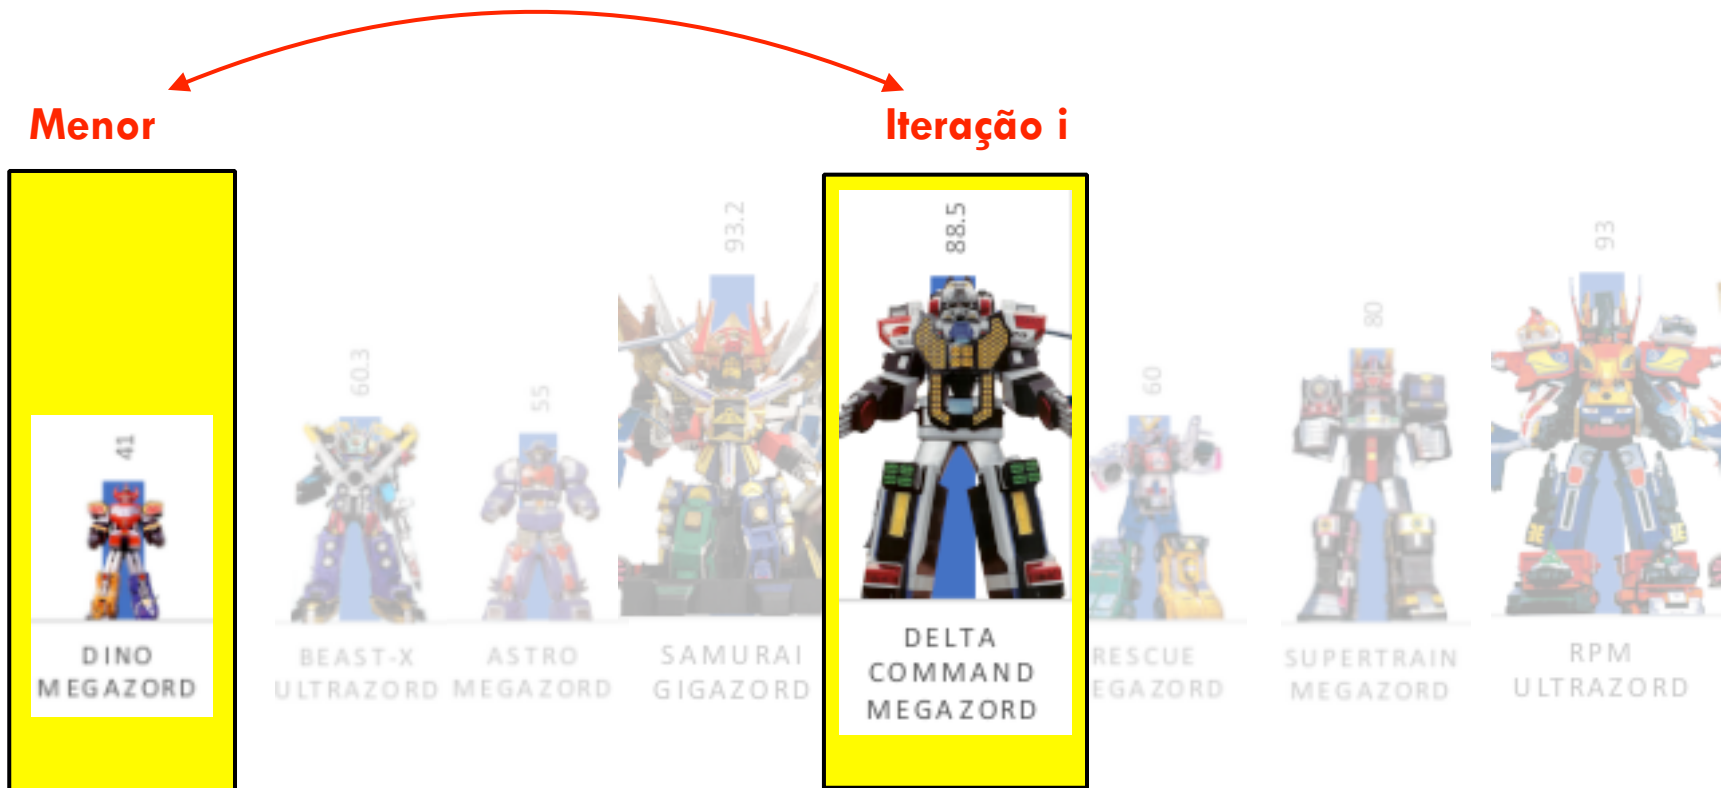 Menor
Iteração i
41
DINO
MEGAZORD
60.3
BEAST-X
ULTRAZORD
55
ASTRO
MEGAZORD
93.2
SAMURAI
GIGAZORD
88.5
DELTA
COMMAND
MEGAZORD
60
RESCUE
EGAZORD
80
SUPERTRAIN
MEGAZORD
93
RPM
ULTRAZORD